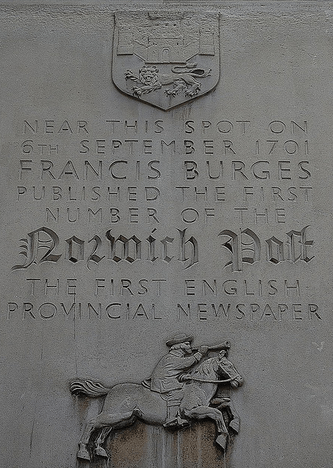 NEAR THIS SPOT ON
6TH SEPTEMBER 1701
FRANCIS BURGES
PUBLISHED THE FIRST
NUMBER OF THE
Norwich Post
THE FIRST ENGLISH
PROVINCIAL NEWSPAPER